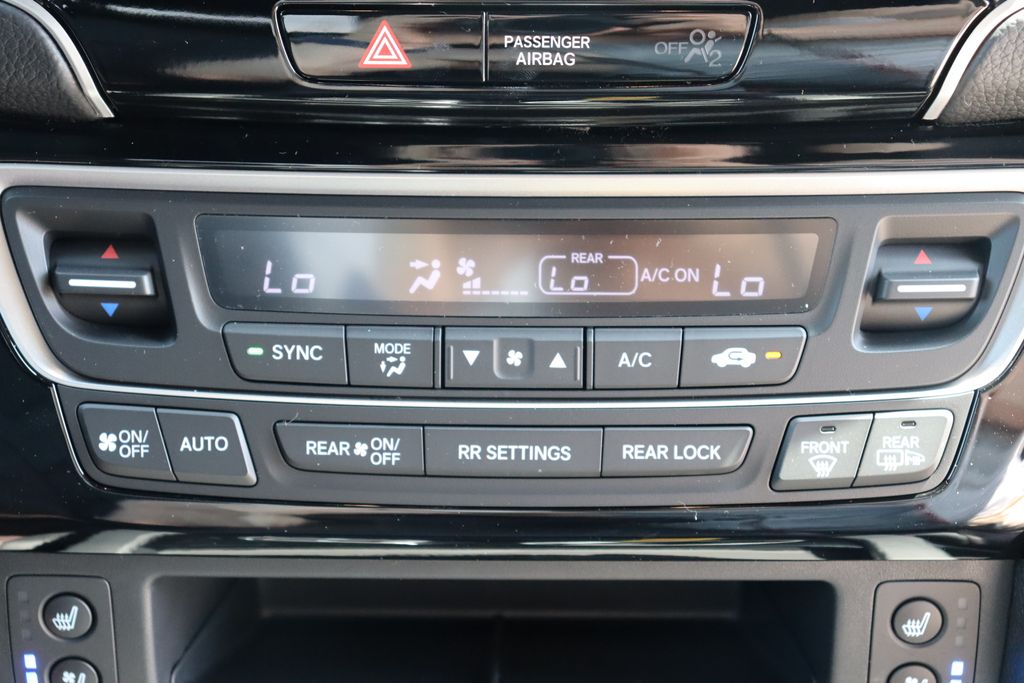 PASSENGER
AIRBAG
OFF 2
Lo
REAR
Lo
A/C ON
Lo
SYNC
MODE
A/C
ON/
OFF
AUTO
REAR ON/
OFF
RR SETTINGS
REAR LOCK
FRONT
REAR